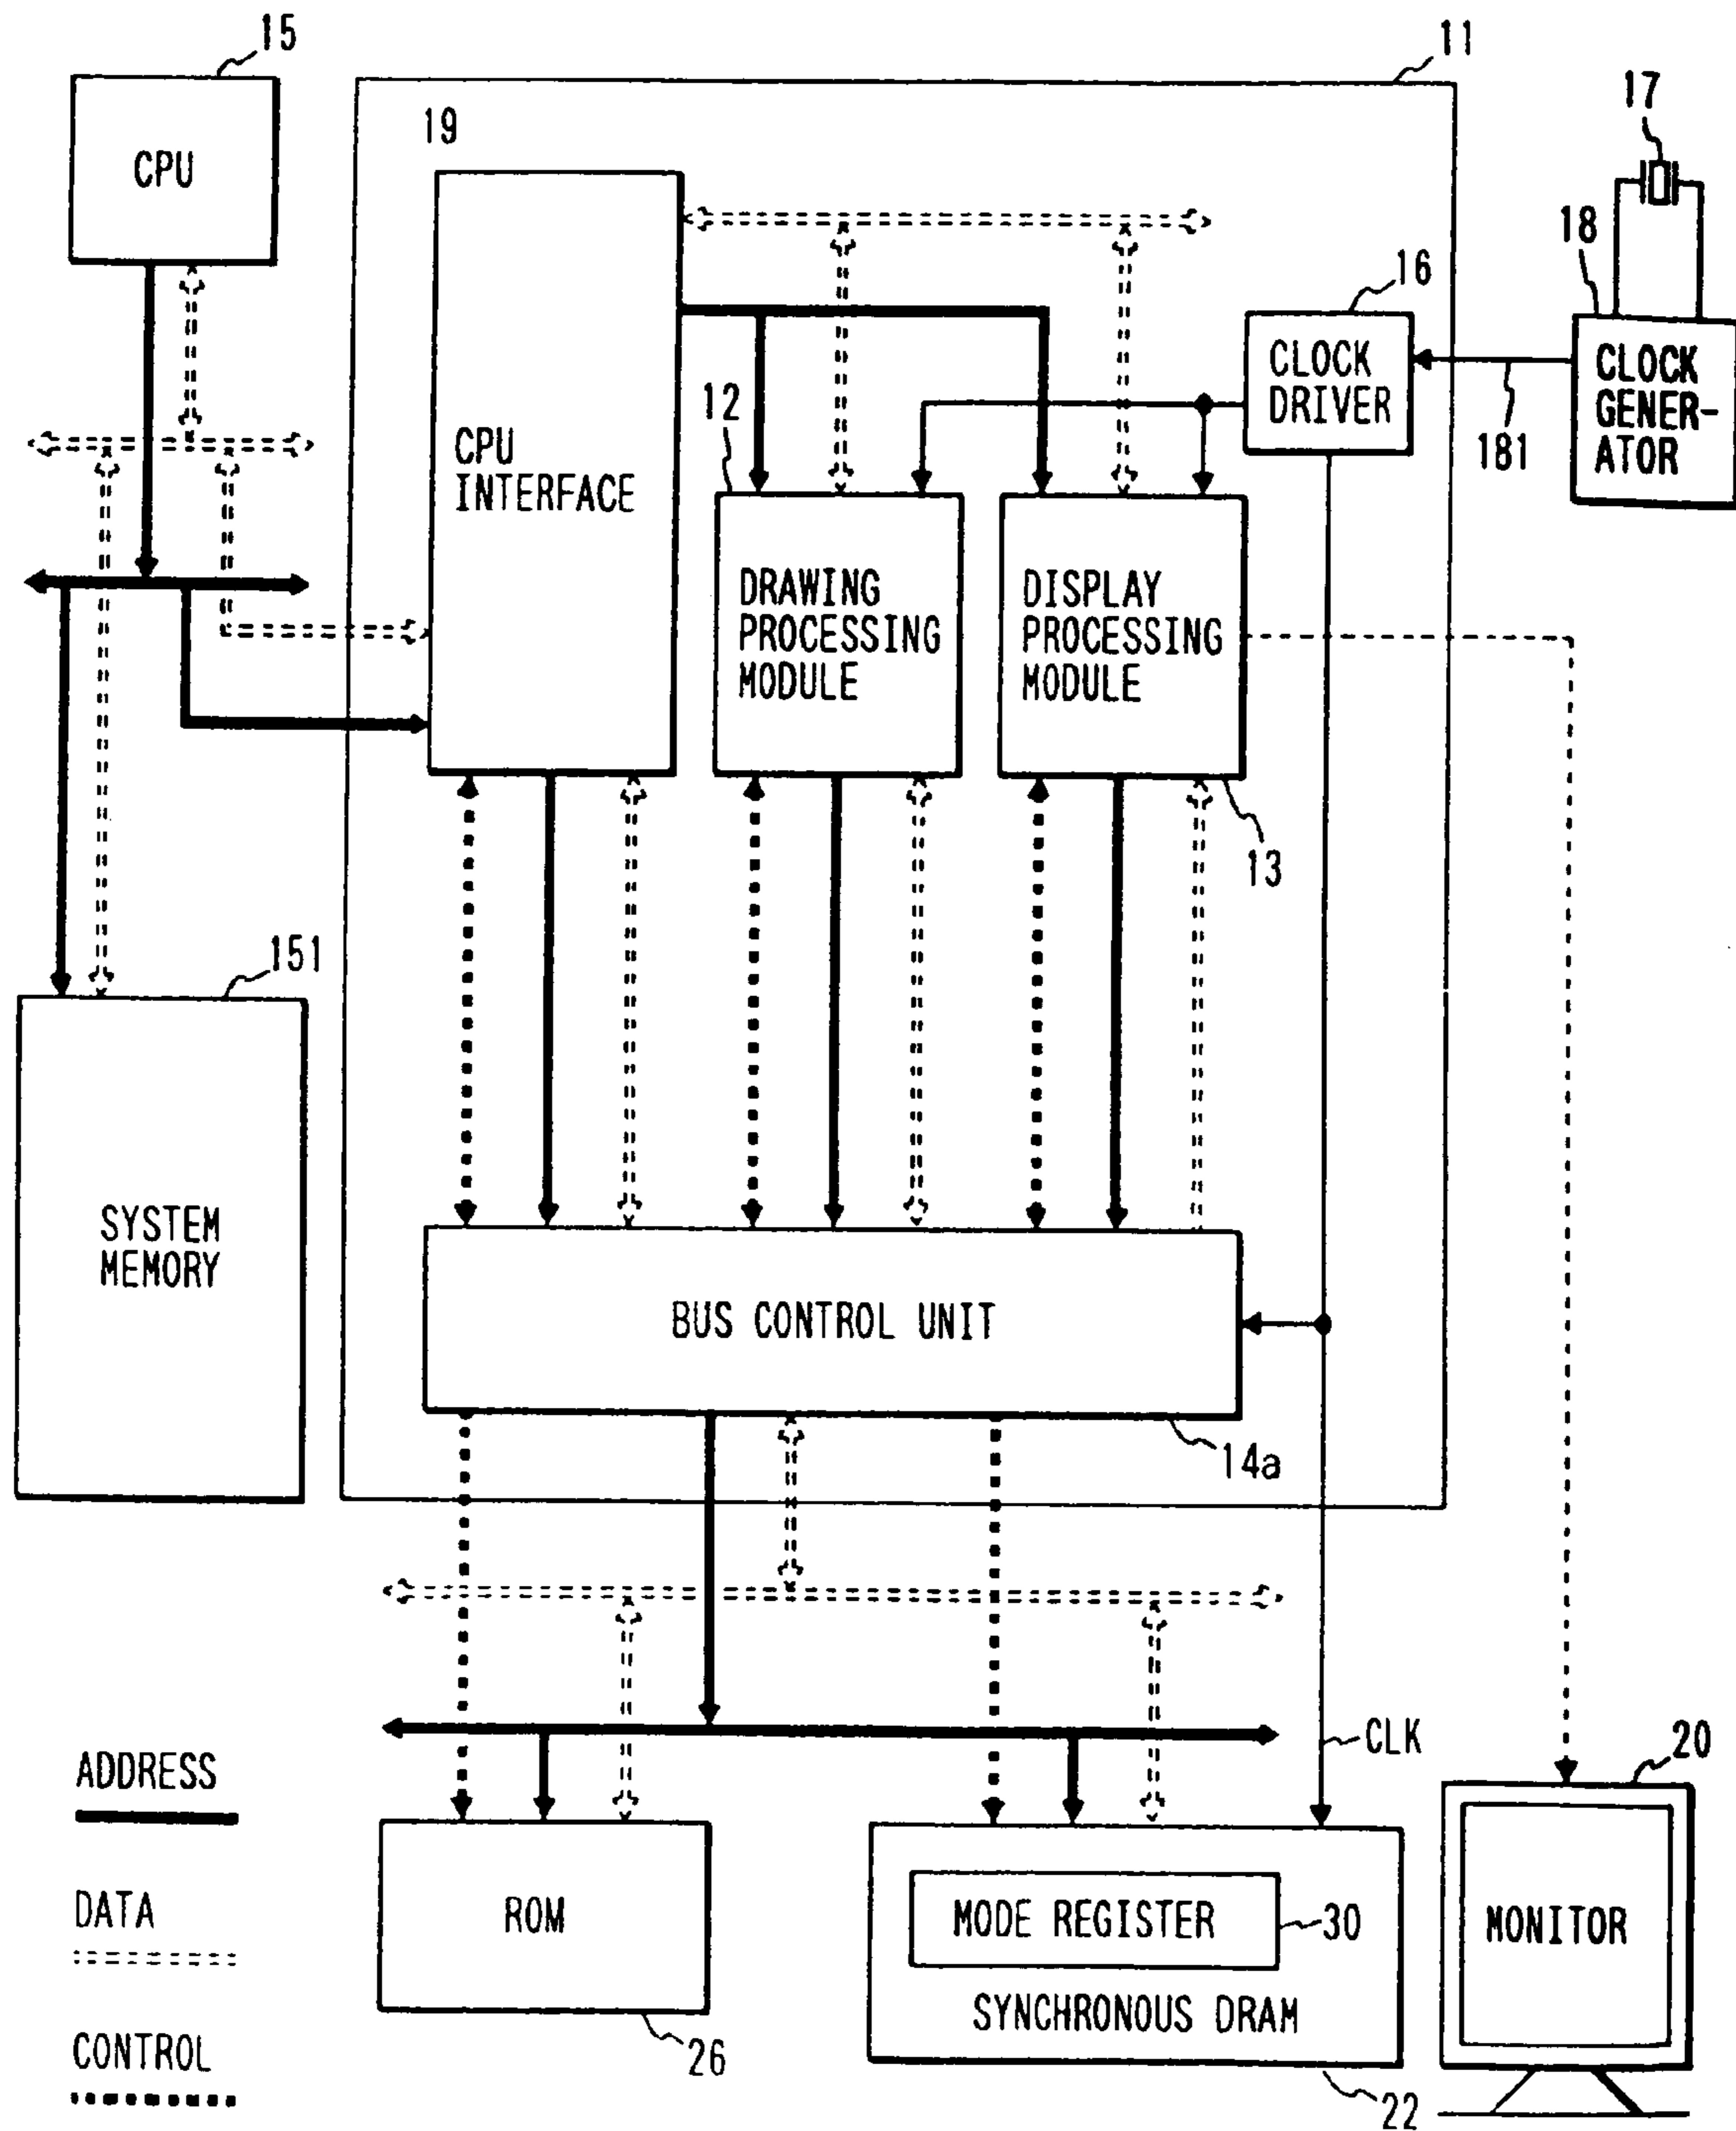 15
11
17
19
CPU
18
16
CLOCK
DRIVER
CLOCK
GENER-
ATOR
12
181
CPU
INTERFACE
DRAWING
PROCESSING
MODULE
DISPLAY
PROCESSING
MODULE
13
151
SYSTEM
MEMORY
BUS CONTROL UNIT
14a
CLK
20
ADDRESS
DATA
CONTROL
ROM
26
MODE REGISTER
30
SYNCHRONOUS DRAM
22
MONITOR